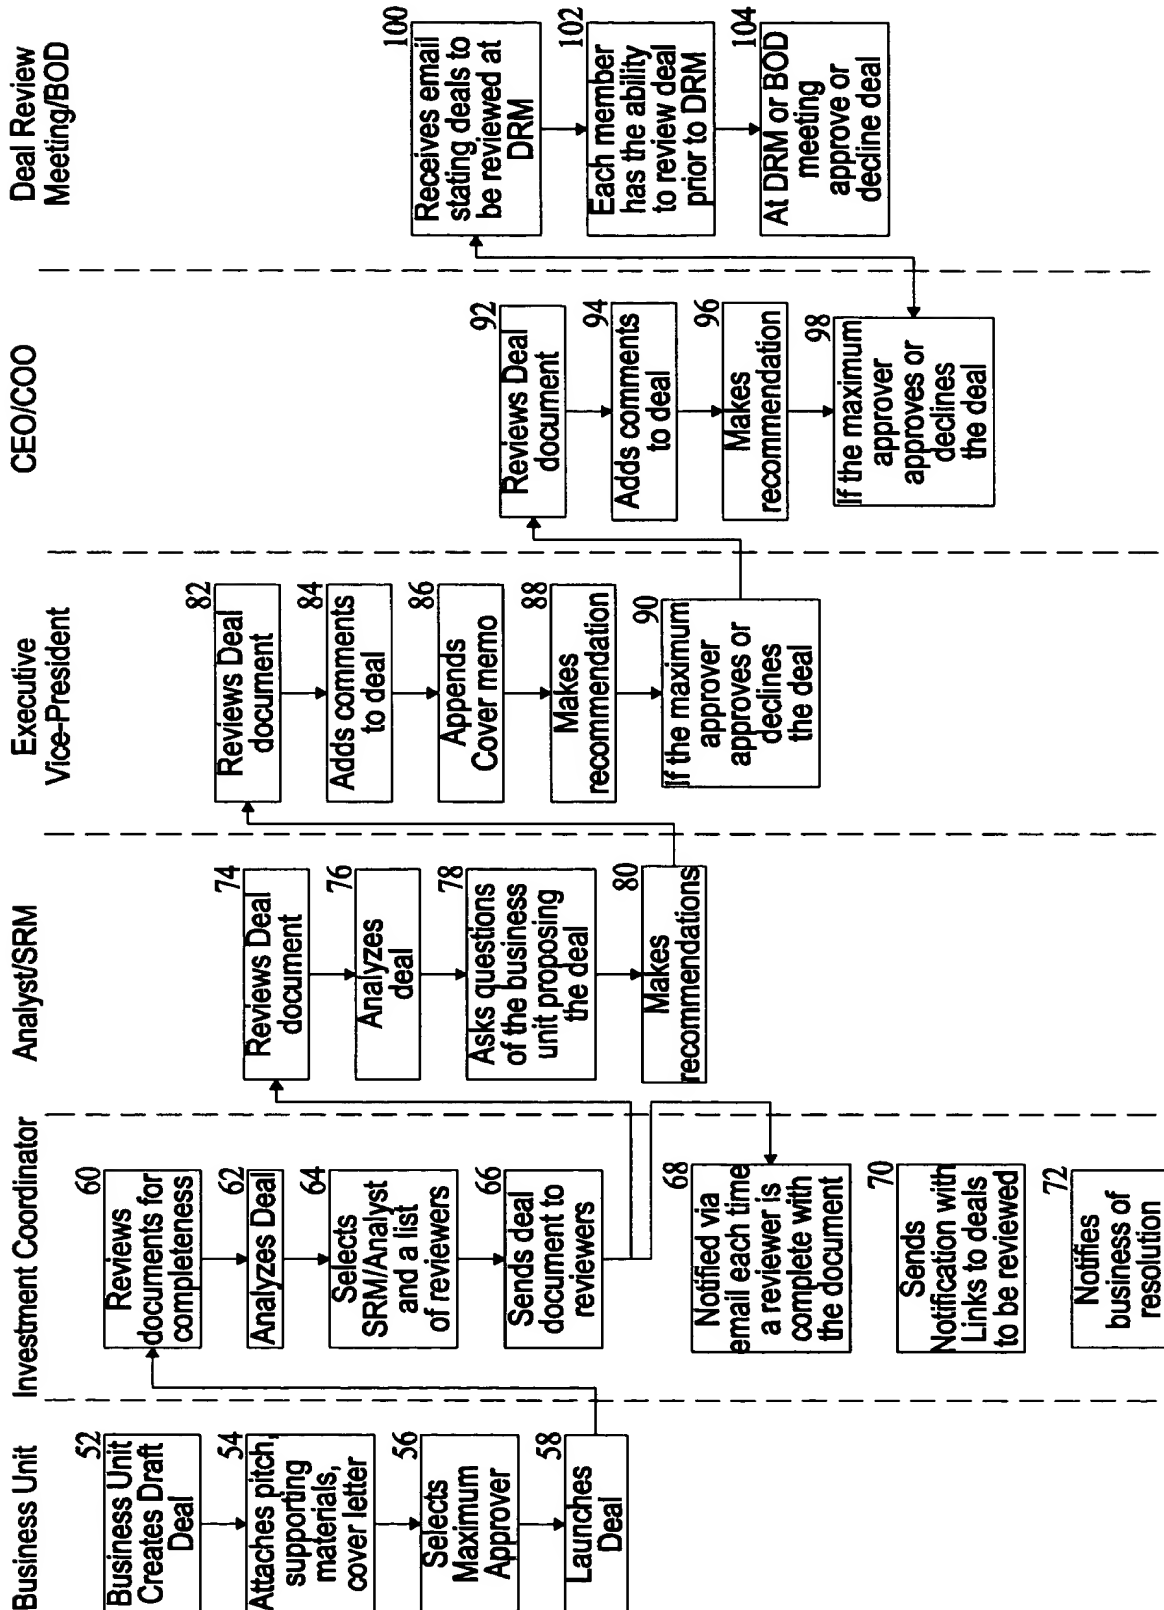 Business Unit
52
Business Unit
Creates Draft
Deal
54
Attaches pitch,
supporting
materials,
cover letter
56
Selects
Maximum
Approver
58
Launches
Deal
Investment Coordinator
60
Reviews
documents for
completeness
62
Analyzes Deal
64
Selects
SRM/Analyst
and a list
of reviewers
66
Sends deal
document to
reviewers
68
Notified via
email each time
a reviewer is
complete with
the document
70
Sends
Notification with
Links to deals
to be reviewed
72
Notifies
business of
resolution
Analyst/SRM
74
Reviews Deal
document
76
Analyzes
deal
78
Asks questions
of the business
unit proposing
the deal
80
Makes
recommendations
Executive
Vice-President
82
Reviews Deal
document
84
Adds comments
to deal
86
Appends
Cover memo
88
Makes
recommendation
90
If the maximum
approver
approves or
declines
the deal
CEO/COO
92
Reviews Deal
document
94
Adds comments
to deal
96
Makes
recommendation
98
If the maximum
approver
approves or
declines
the deal
Deal Review
Meeting/BOD
100
Receives email
stating deals to
be reviewed at
DRM
102
Each member
has the ability
to review deal
prior to DRM
104
At DRM or BOD
meeting
approve or
decline deal